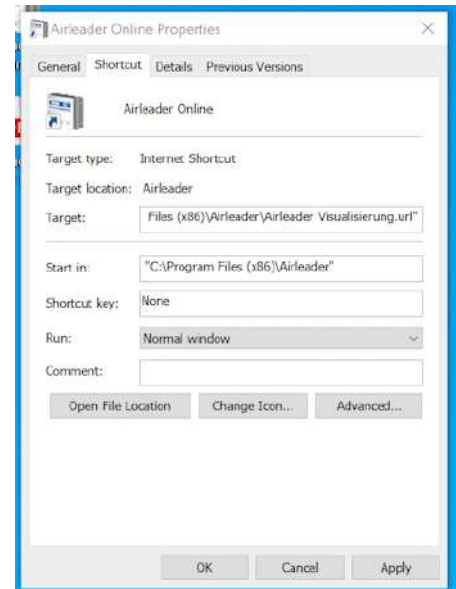 Airleader Online Properties
General Shortcut Details Previous Versions
Airleader Online
Target type: Internet Shortcut
Target location: Airleader
Target: Files (x86)\Airleader\Airleader Visualisierung.url"
Start in: "C:\Program Files (x86)\Airleader"
Shortcut key: None
Run: Normal window
Comment:
Open File Location Change Icon... Advanced...
OK Cancel Apply